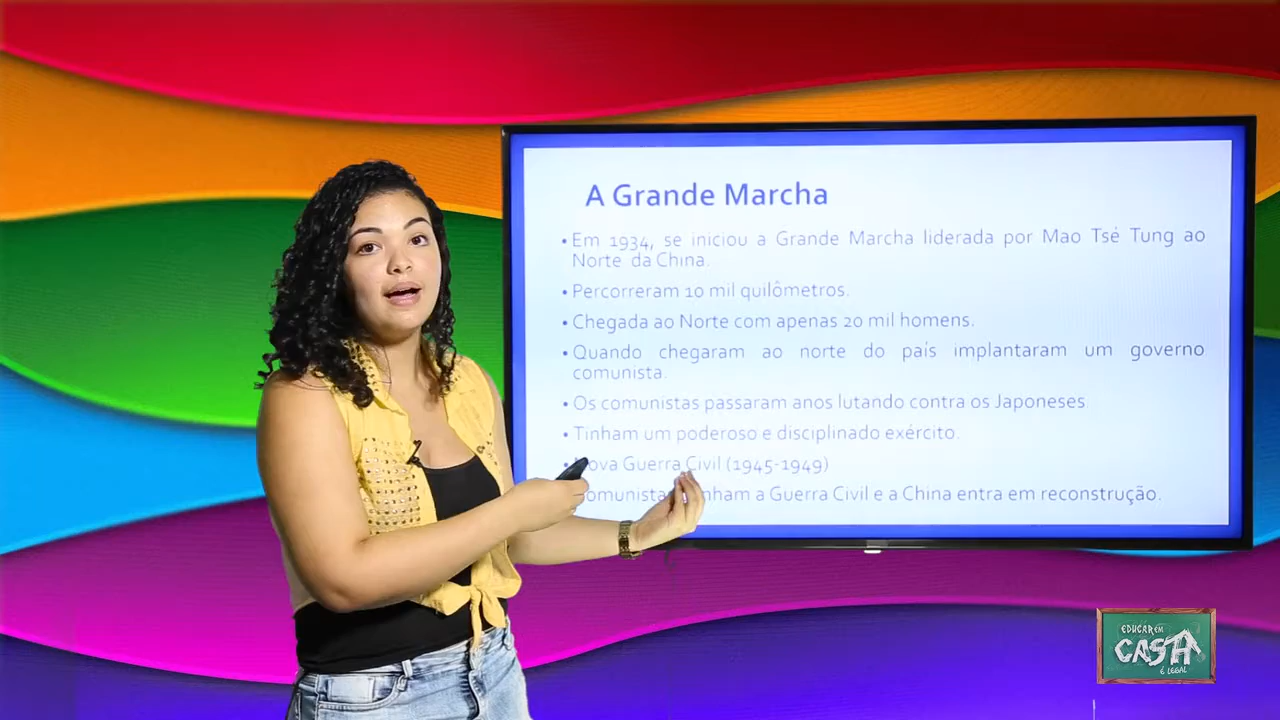 A Grande Marcha
• Em 1934, se iniciou a Grande Marcha liderada por Mao Tsé Tung ao
Norte da China.
• Percorreram 10 mil quilômetros.
• Chegada ao Norte com apenas 20 mil homens.
• Quando chegaram ao norte do país implantaram um governo
comunista.
• Os comunistas passaram anos lutando contra os Japoneses.
• Tinham um poderoso e disciplinado exército.
• Guerra Civil (1945-1949)
a Guerra Civil e a China entra em reconstrução.
EDUCAR EM
CASA
É LEGAL